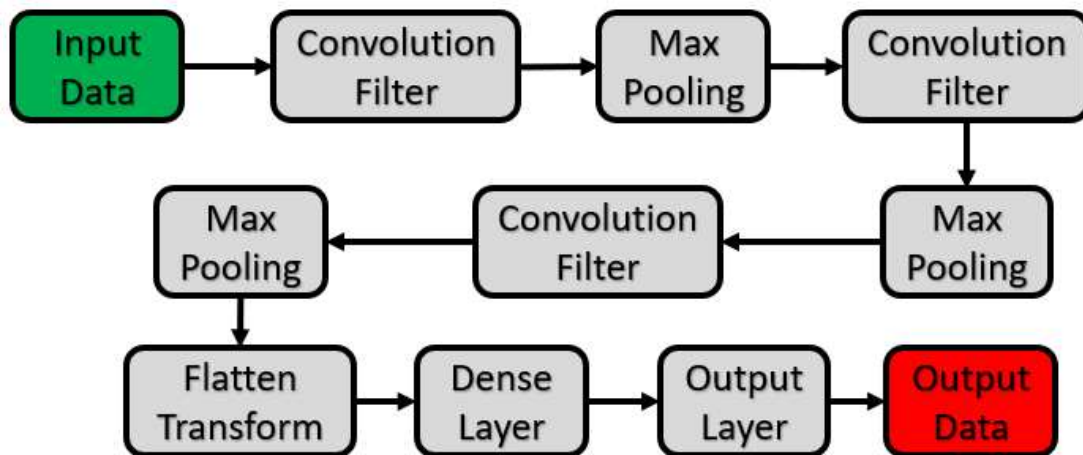 Input
Data
Convolution
Filter
Max
Pooling
Convolution
Filter
Max
Pooling
Convolution
Filter
Max
Pooling
Flatten
Transform
Dense
Layer
Output
Layer
Output
Data